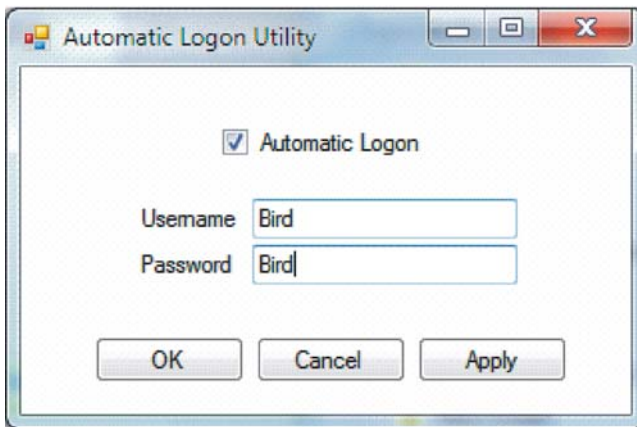 Automatic Logon Utility
Automatic Logon
Username Bird
Password Bird
OK Cancel Apply